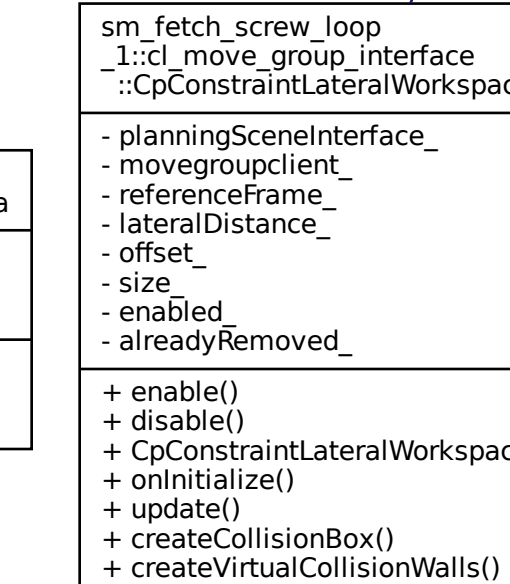 sm_fetch_screw_loop
_1::cl_move_group_interface
::CpConstraintLateralWorkspac
- planningSceneInterface_
- movegroupclient_
- referenceFrame_
- lateralDistance_
- offset_
- size_
- enabled_
- alreadyRemoved_
+ enable()
+ disable()
+ CpConstraintLateralWorkspac
+ onInitialize()
+ update()
+ createCollisionBox()
+ createVirtualCollisionWalls()
a